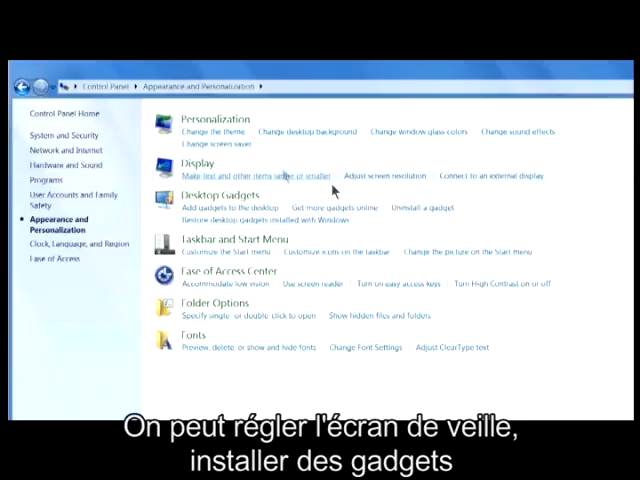 Control Panel Appearance and Personalization
Control Panel Home
System and Security
Network and Internet
Hardware and Sound
Programs
User Accounts and Family
Safety
Appearance and
Personalization
Clock, Language, and Region
Ease of Access
Personalization
Change the theme Change desktop background Change window glass colors Change sound effects
Change screen saver
Display
Make text and other items larger or smaller Adjust screen resolution Connect to an external display
Desktop Gadgets
Add gadgets to the desktop Get more gadgets online Uninstall a gadget
Restore desktop gadgets installed with Windows
Taskbar and Start Menu
Customize the Start menu Customize icons on the taskbar Change the picture on the Start menu
Ease of Access Center
Accommodate low vision Use screen reader Turn on easy access keys Turn High Contrast on or off
Folder Options
Specify single- or double-click to open Show hidden files and folders
Fonts
Preview, delete, or show and hide fonts Change Font Settings Adjust ClearType text
On peut régler l'écran de veille,
installer des gadgets